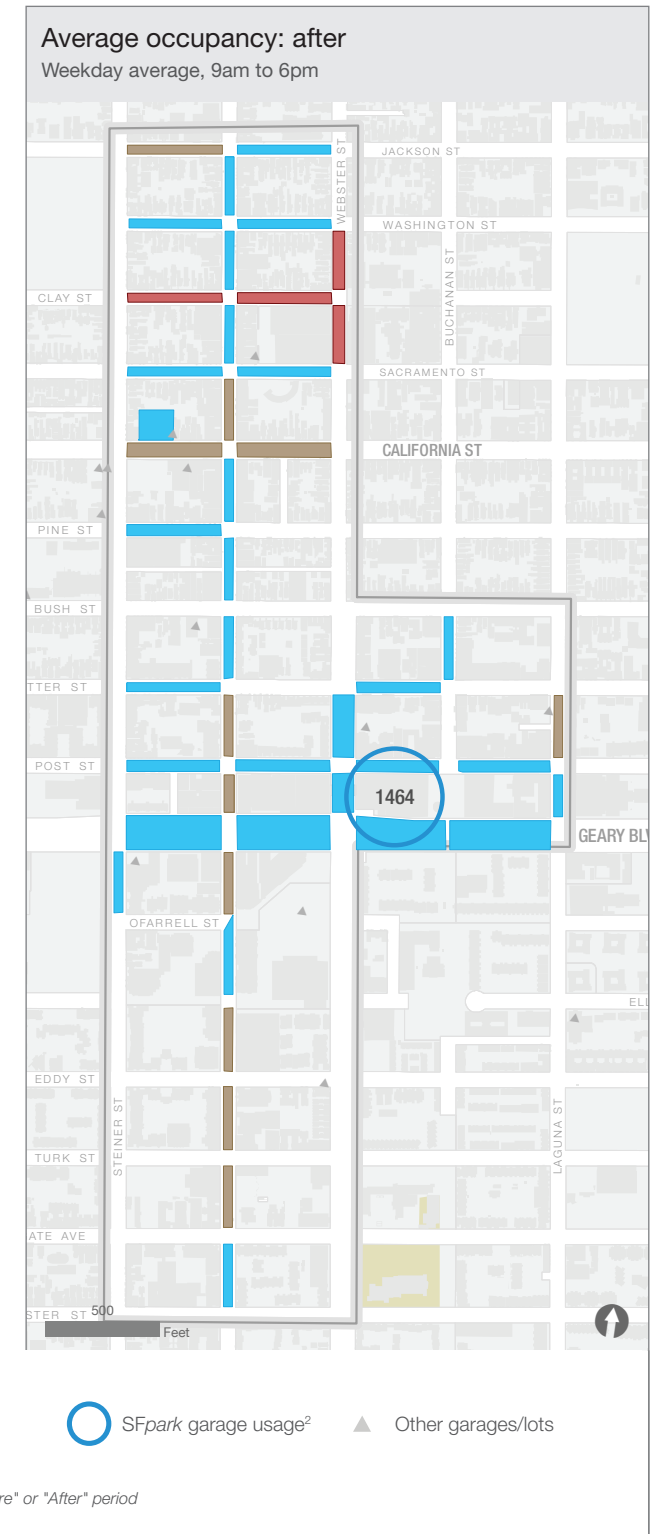 Average occupancy: after
Weekday average, 9am to 6pm
JACKSON ST
WEBSTER ST
WASHINGTON ST
BUCHANAN ST
CLAY ST
SACRAMENTO ST
CALIFORNIA ST
PINE ST
BUSH ST
TTER ST
POST ST
1464
GEARY BLV
OFARRELL ST
ELL
EDDY ST
STEINER ST
LAGUNA ST
TURK ST
ATE AVE
STER ST
500
Feet
SFpark garage usage²
Other garages/lots
re" or "After" period